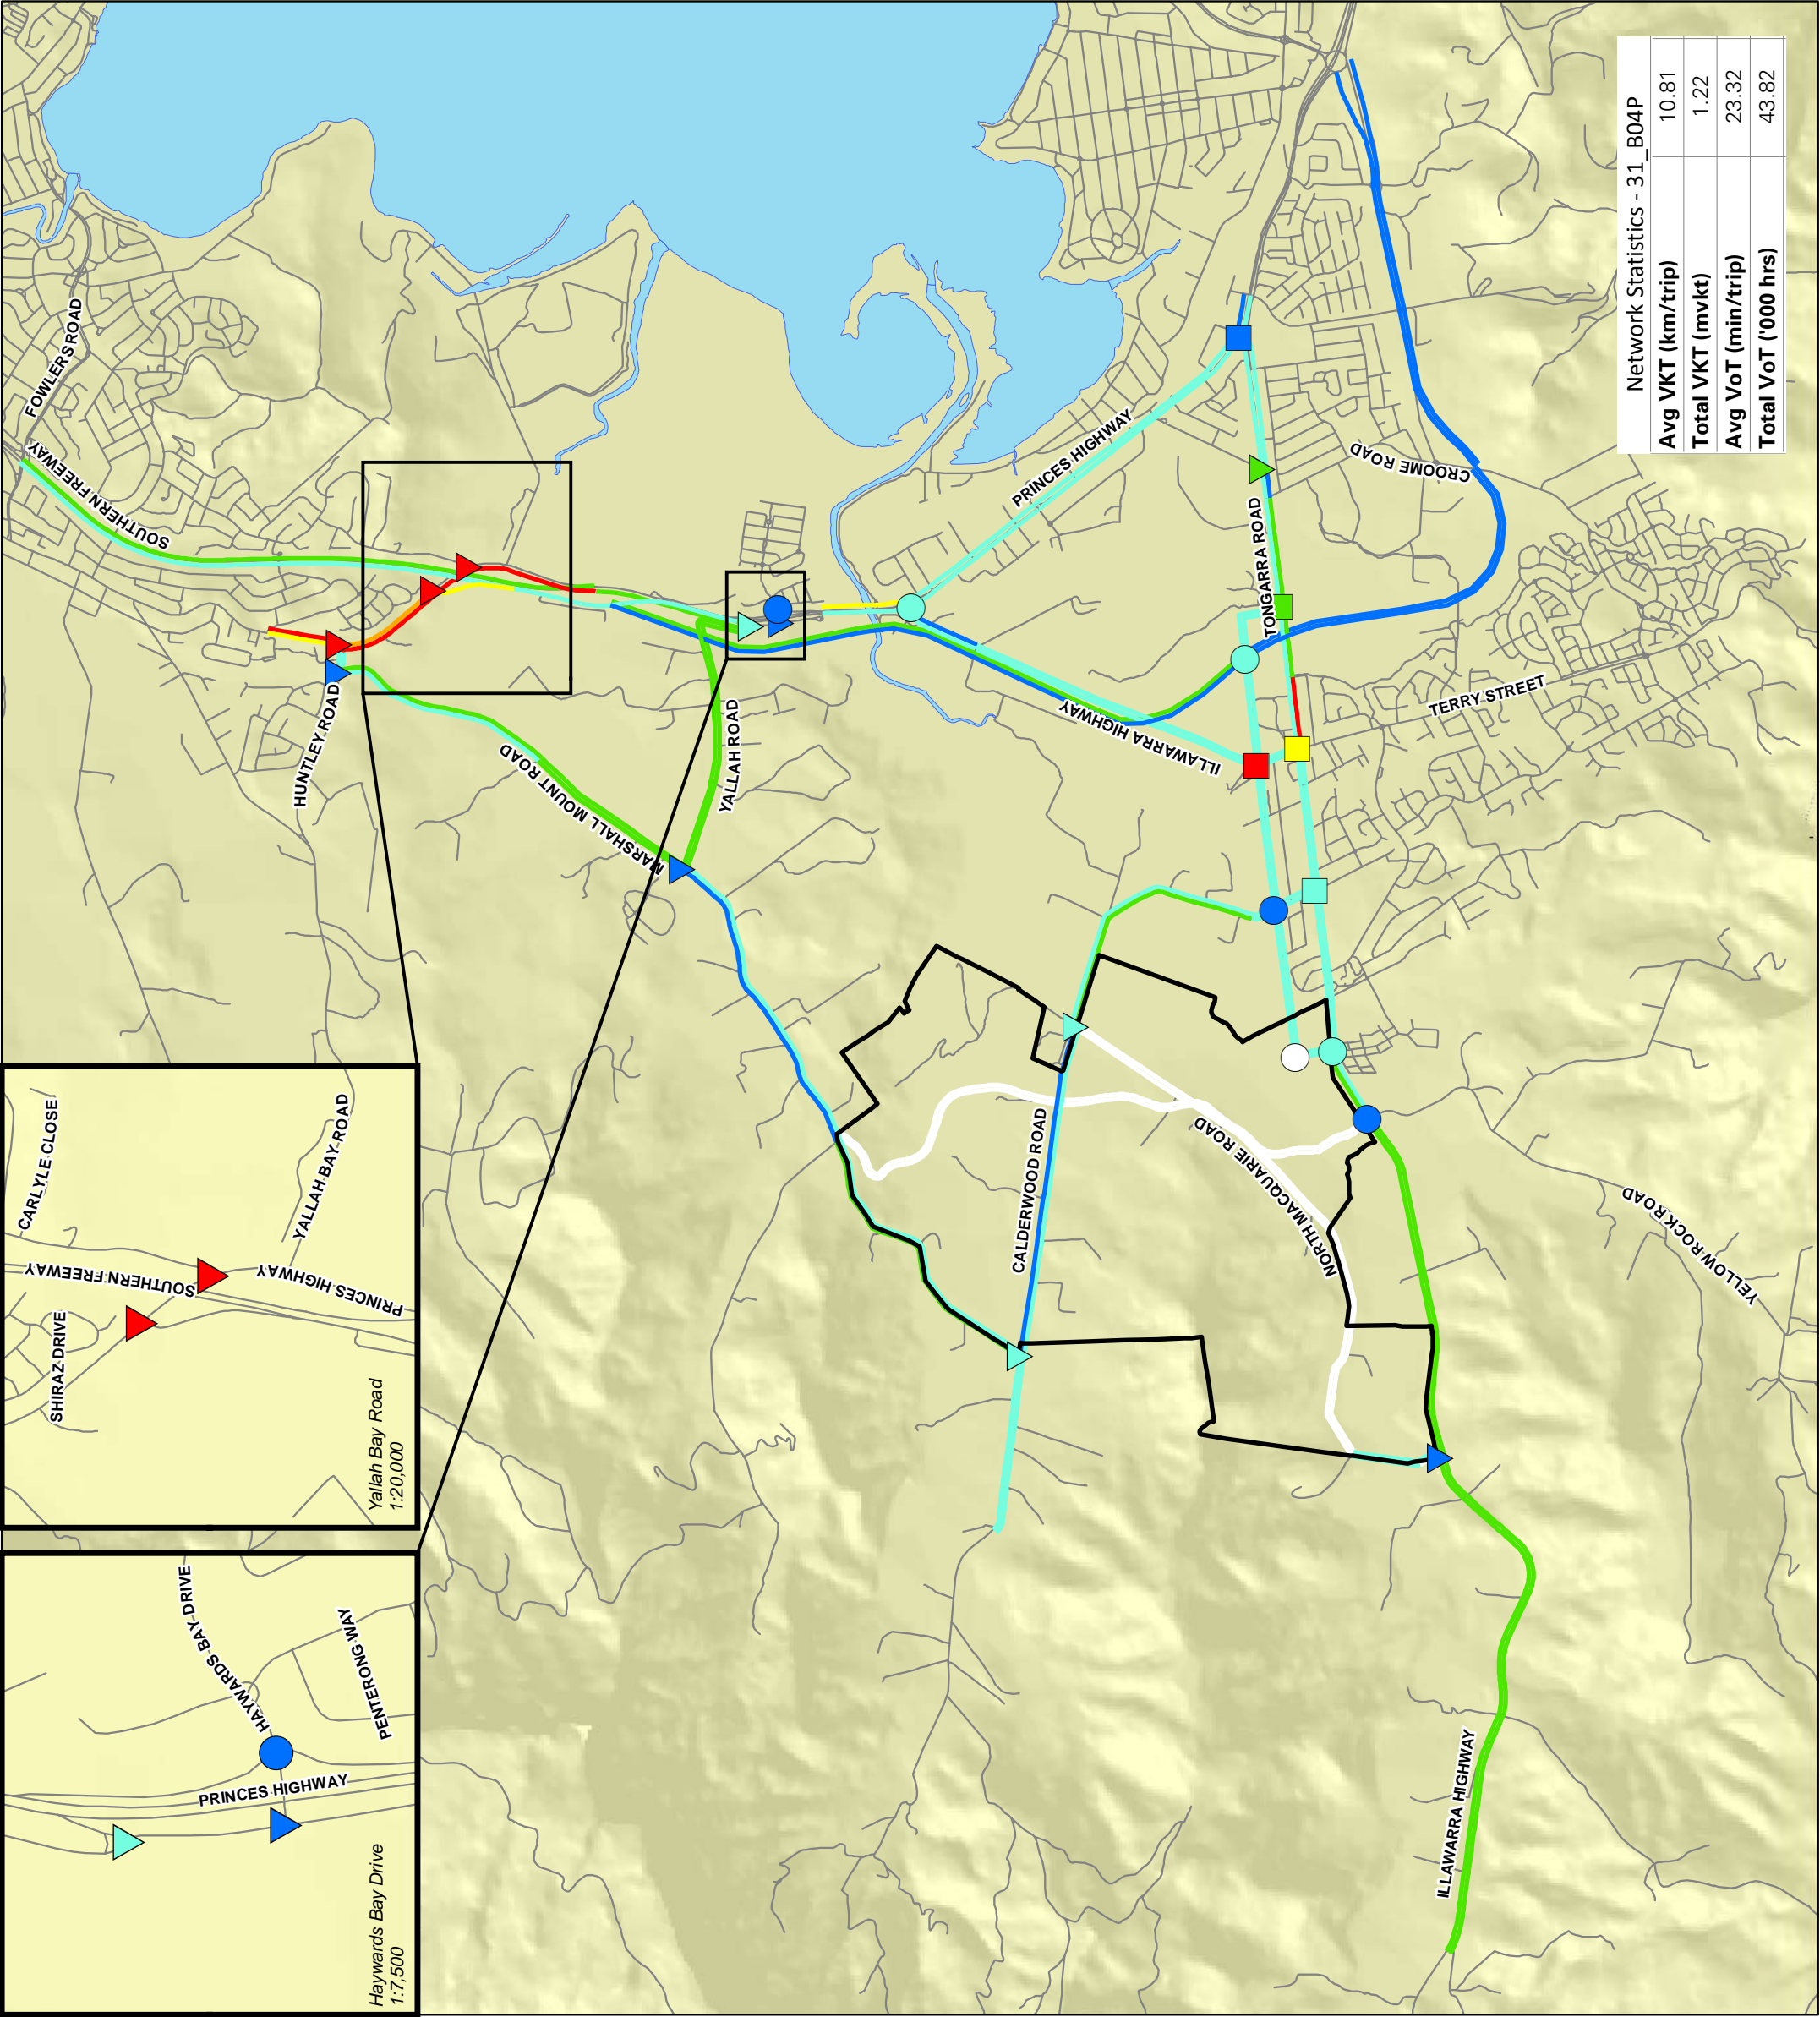 FOWLERS ROAD
SOUTHERN FREEWAY
HUNTLEY ROAD
MARSHALL MOUNT ROAD
YALLAH ROAD
PRINCES HIGHWAY
ILLAWARRA HIGHWAY
TONGARRA ROAD
CROOME ROAD
TERRY STREET
CALDERWOOD ROAD
NORTH MACQUARIE ROAD
YELLOW ROCK ROAD
ILLAWARRA HIGHWAY
CARLYLE CLOSE
SOUTHERN FREEWAY
YALLAH BAY ROAD
PRINCES HIGHWAY
SHIRAZ DRIVE
Yallah Bay Road
1:20,000
HAYWARDS BAY DRIVE
PENTERONG WAY
PRINCES HIGHWAY
Haywards Bay Drive
1:7,500
Network Statistics - 31_B04P
Avg VKT (km/trip) 10.81
Total VKT (mvkt) 1.22
Avg VoT (min/trip) 23.32
Total VoT ('000 hrs) 43.82